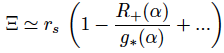 Ξ ≃ r_s ( 1 − R_+(α) / g_*(α) + ... )